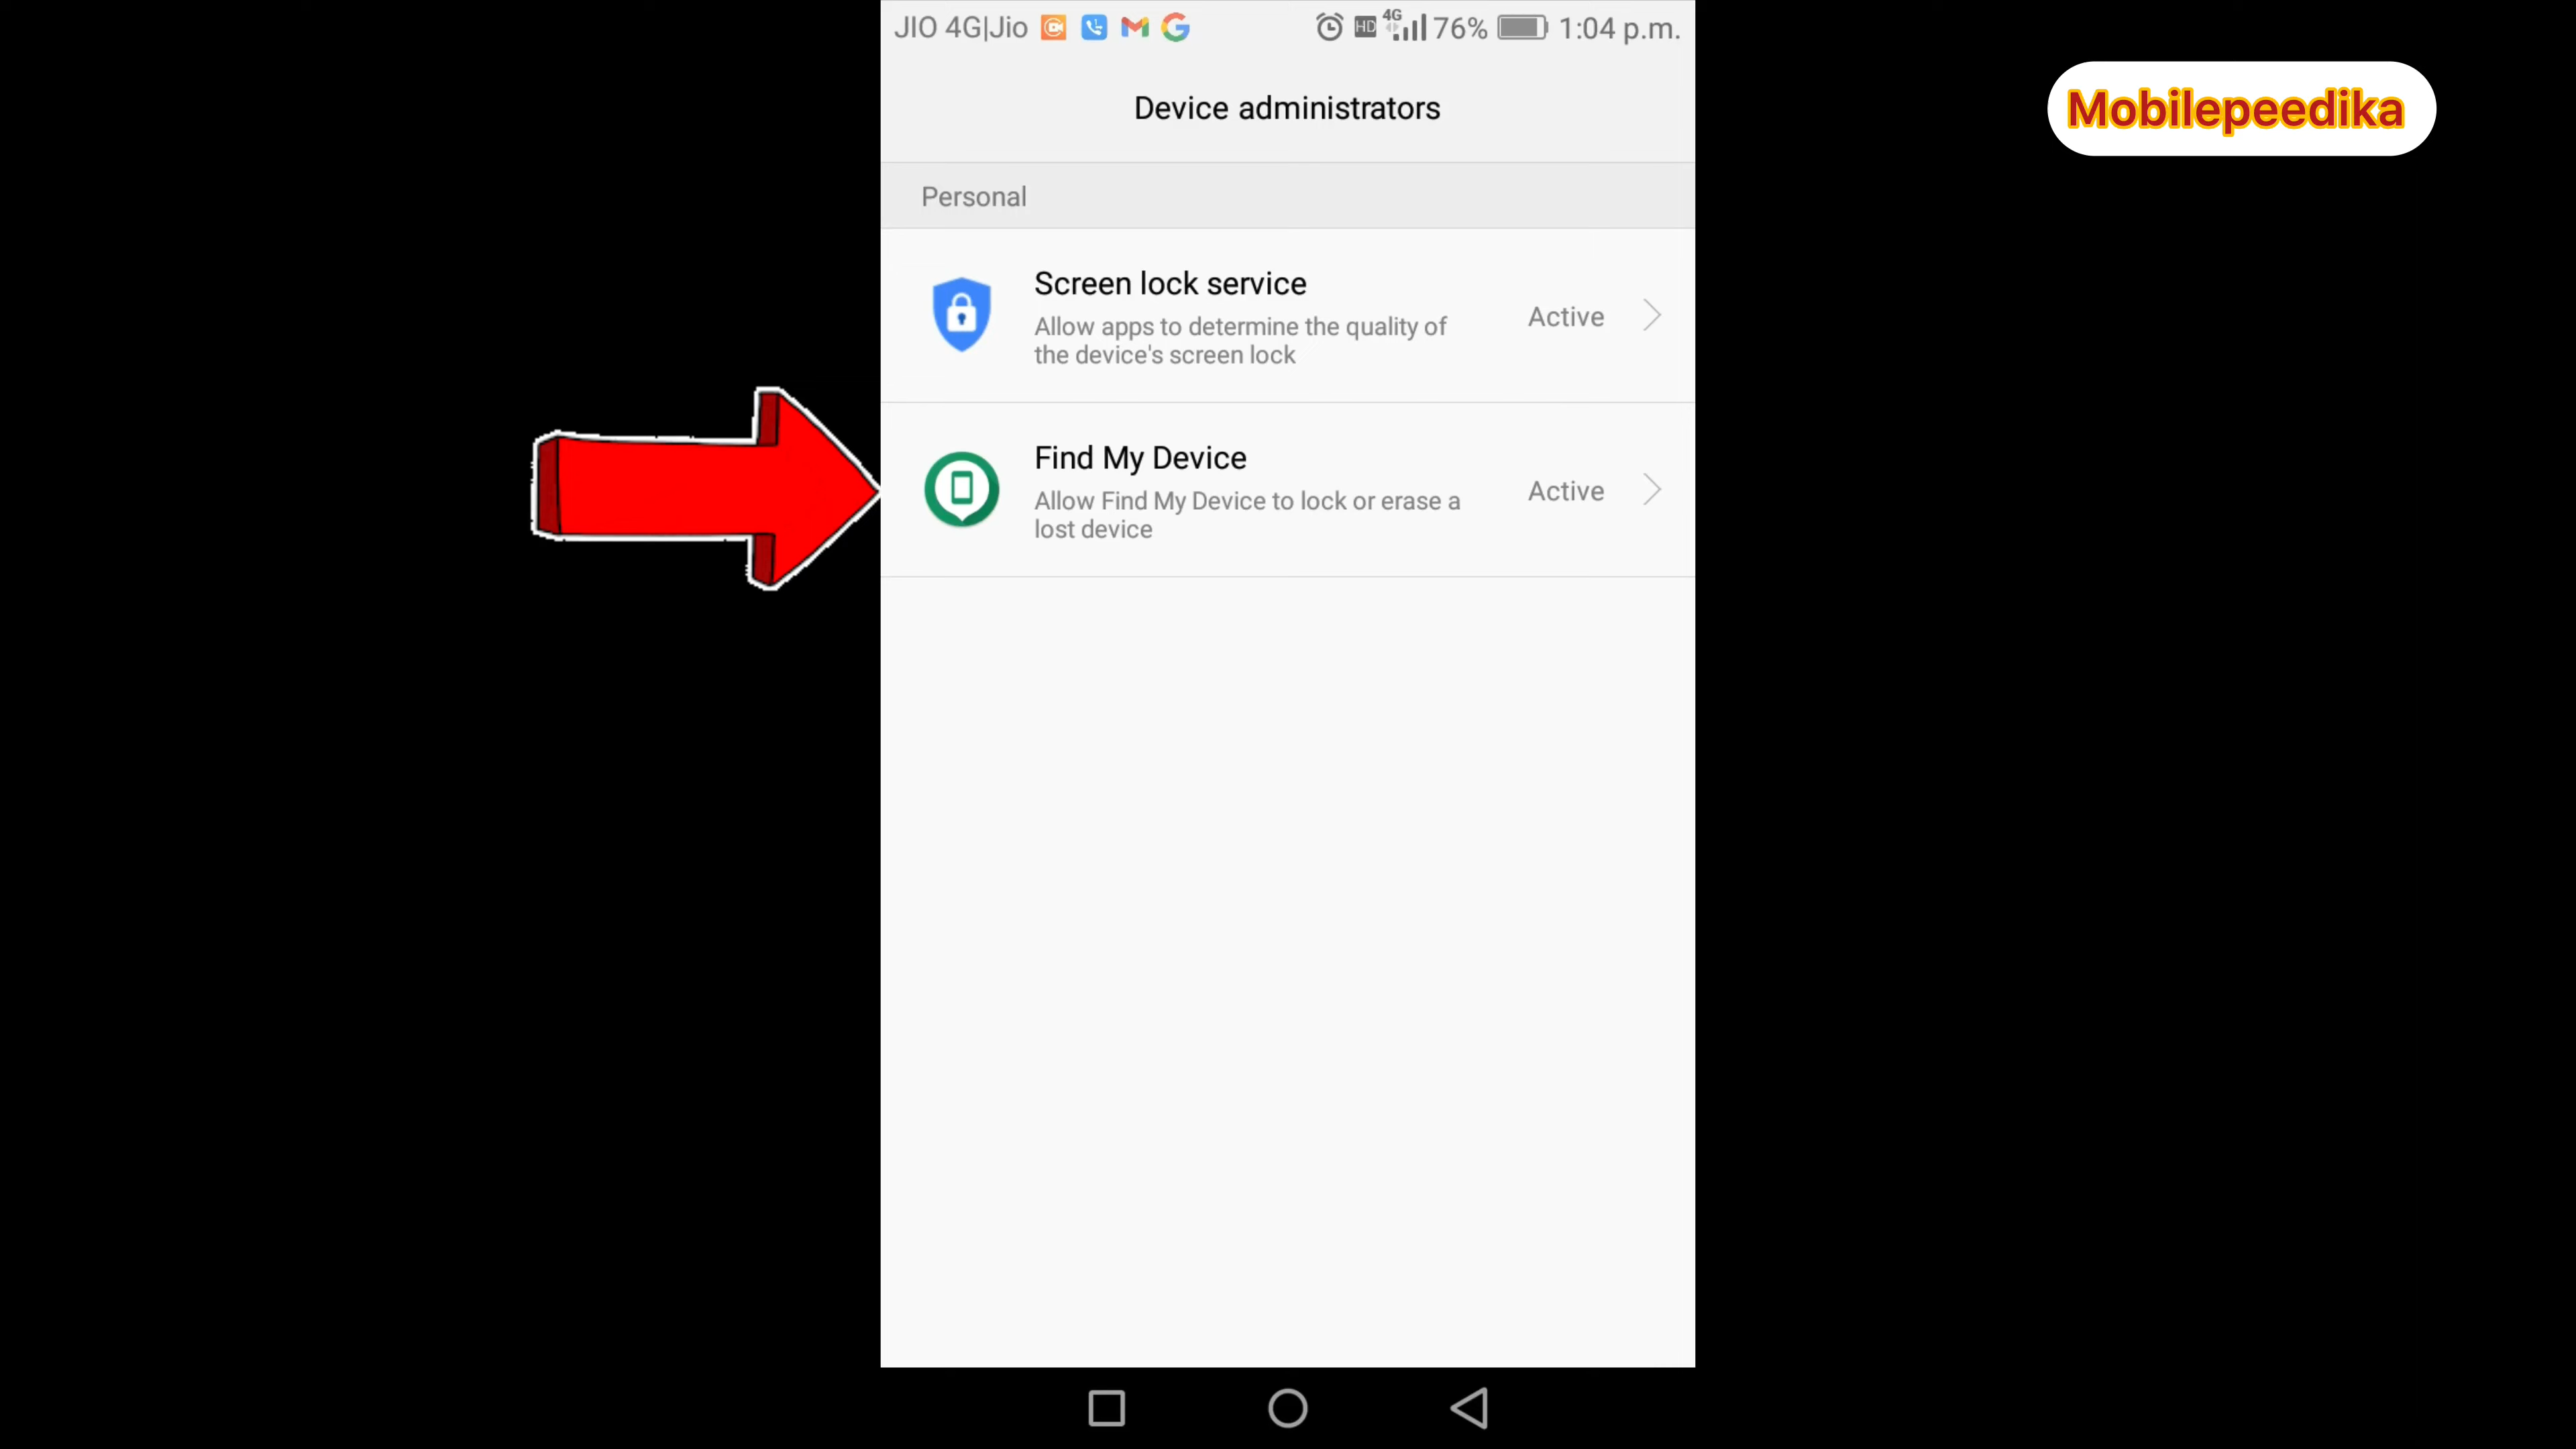 JIO 4G|Jio HD 4G 76% 1:04 p.m.
Mobilepeedika
Device administrators
Personal
Screen lock service
Allow apps to determine the quality of
the device's screen lock
Active
Find My Device
Allow Find My Device to lock or erase a
lost device
Active